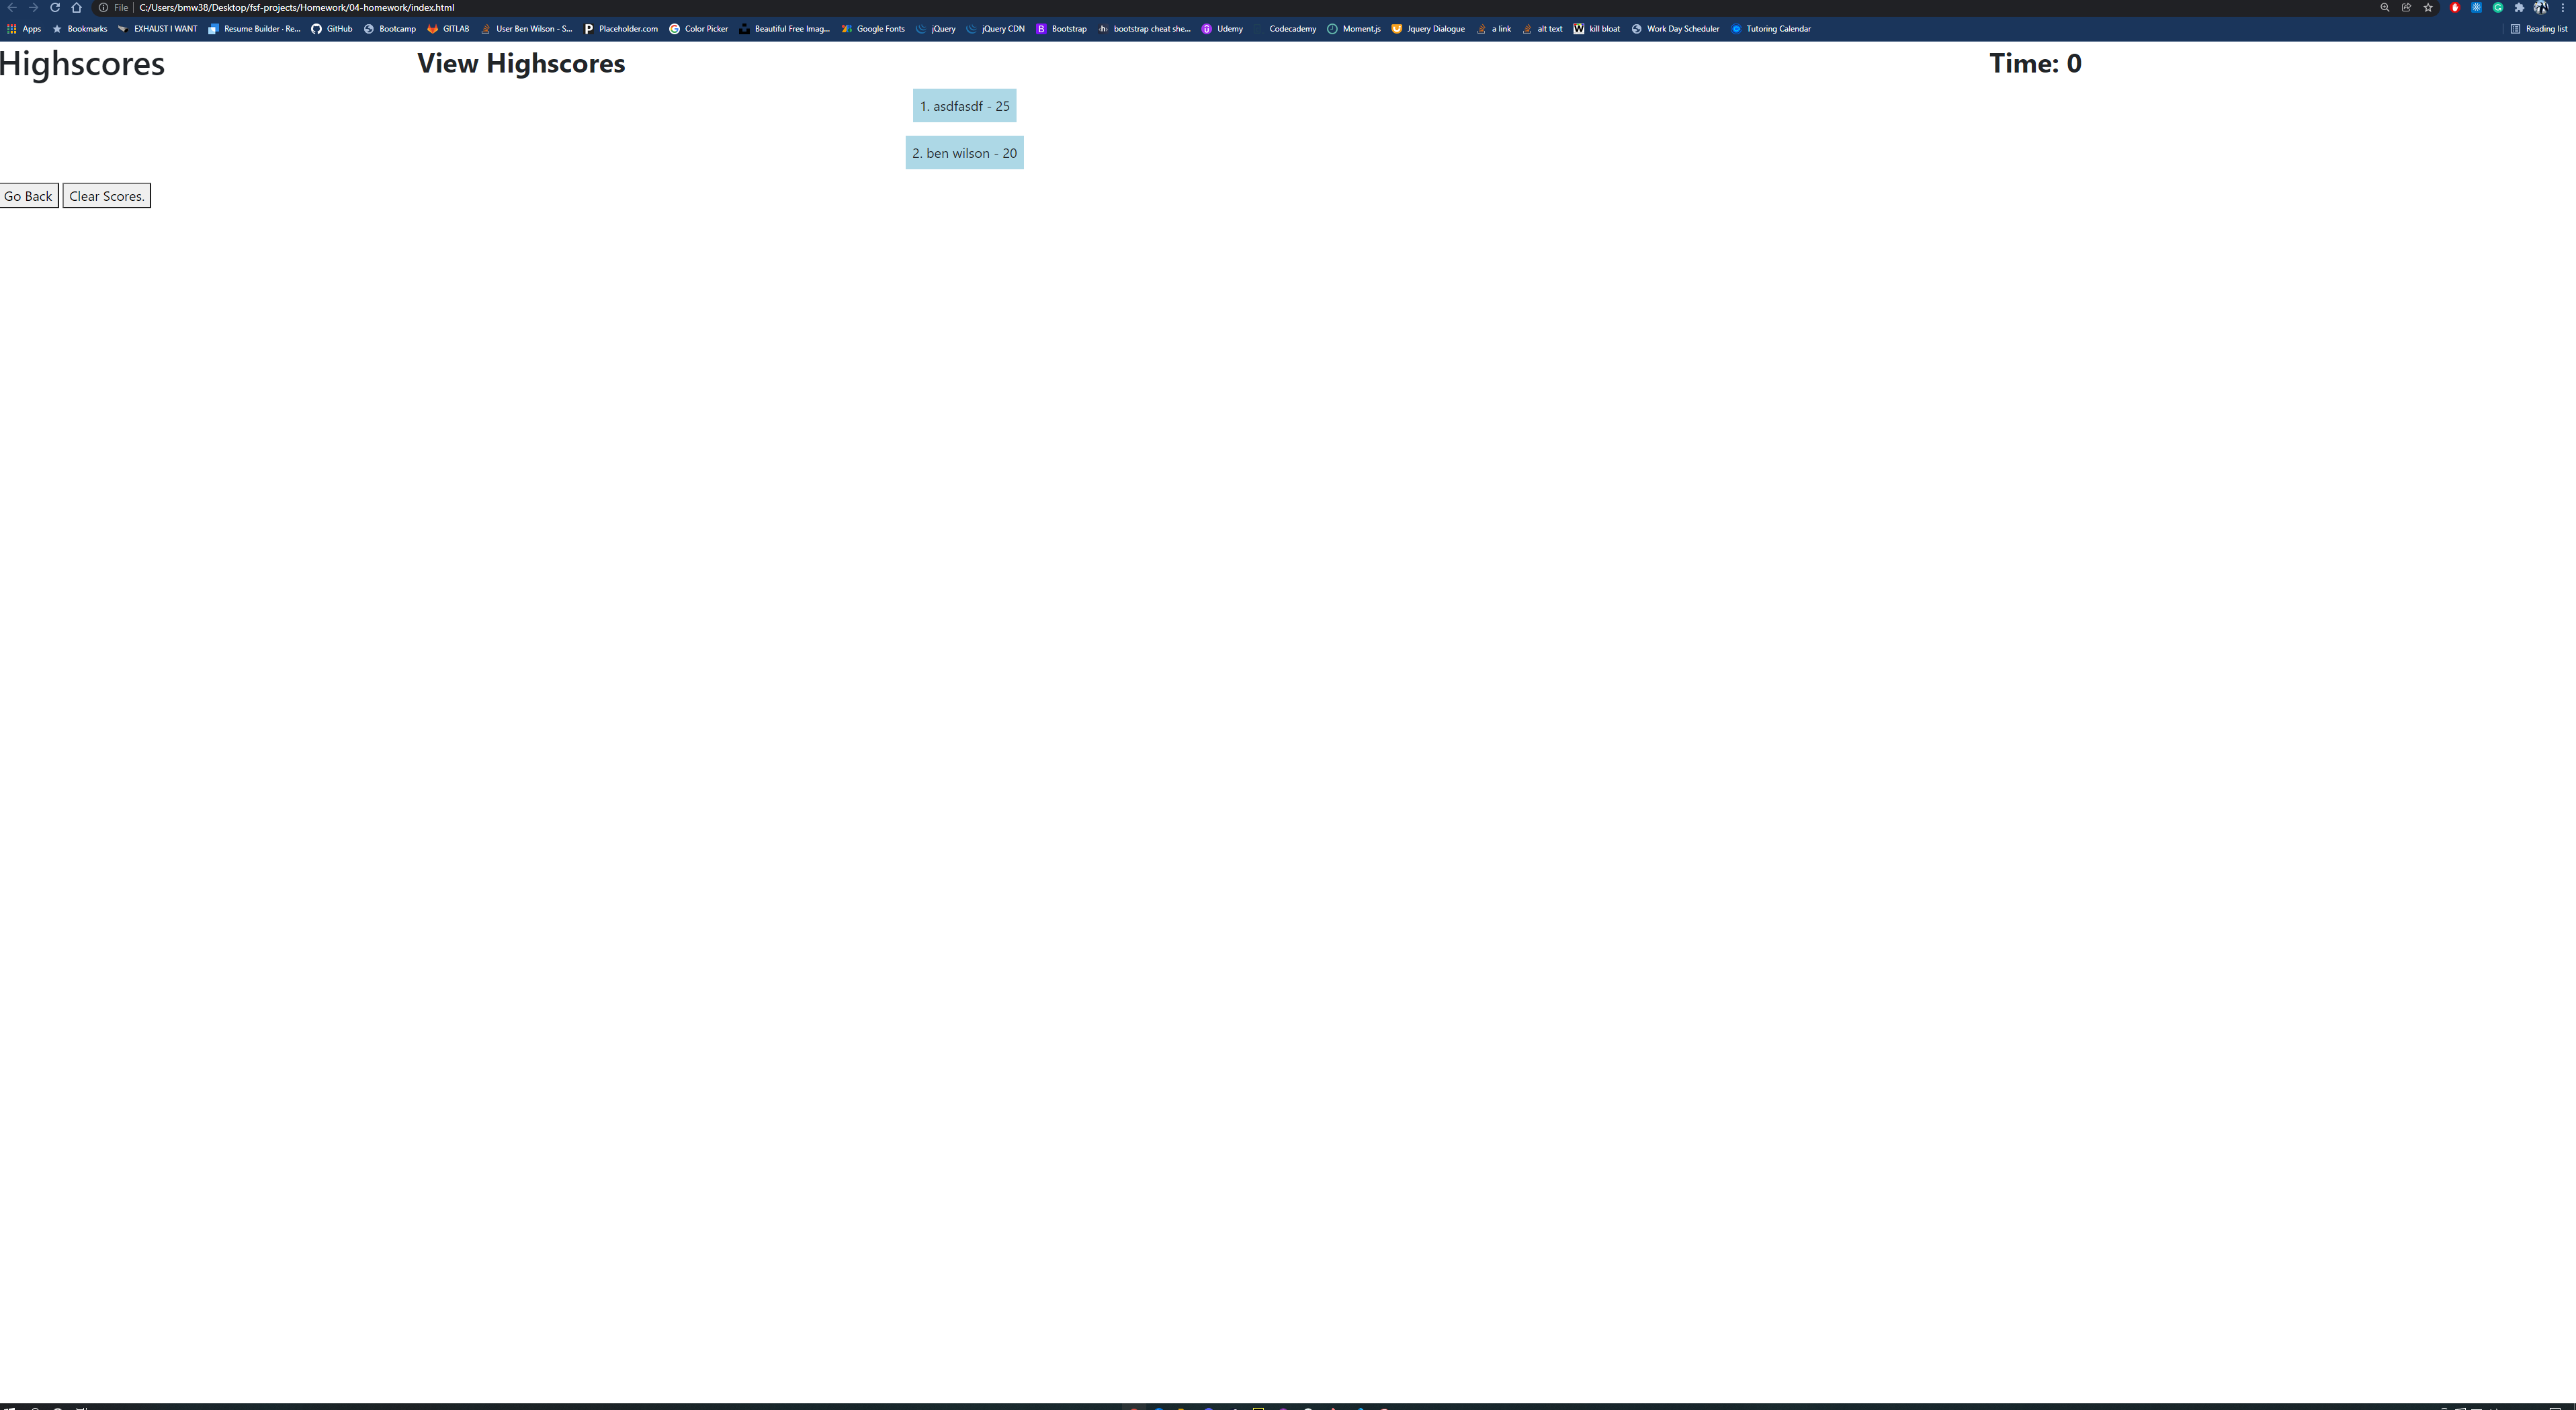 File C:/Users/bmw38/Desktop/fsf-projects/Homework/04-homework/index.html
Apps Bookmarks EXHAUST I WANT Resume Builder · Re... GitHub Bootcamp GITLAB User Ben Wilson - S... Placeholder.com Color Picker Beautiful Free Imag... Google Fonts jQuery jQuery CDN Bootstrap bootstrap cheat she... Udemy Codecademy Moment.js Jquery Dialogue a link alt text kill bloat Work Day Scheduler Tutoring Calendar Reading list
Highscores View Highscores Time: 0
1. asdfasdf - 25
2. ben wilson - 20
Go Back Clear Scores.